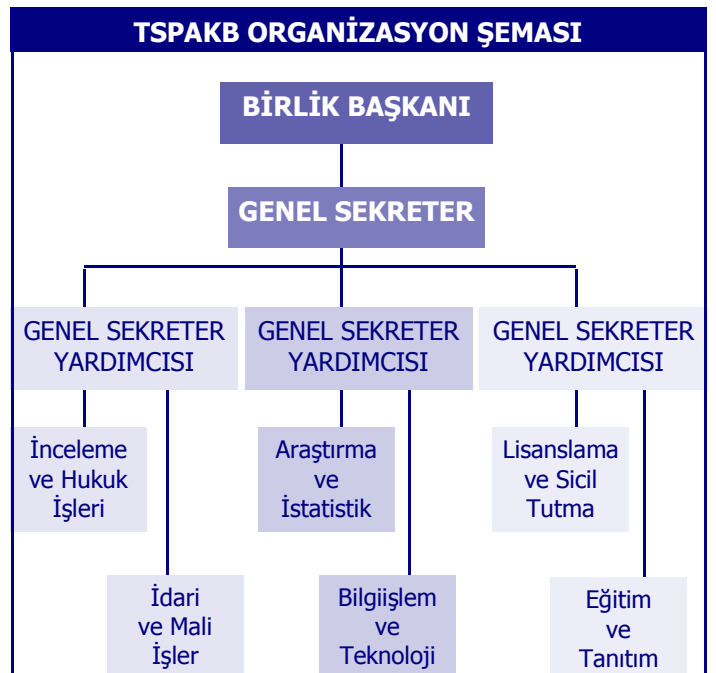 TSPAKB ORGANİZASYON ŞEMASI
BİRLİK BAŞKANI
GENEL SEKRETER
GENEL SEKRETER
YARDIMCISI
GENEL SEKRETER
YARDIMCISI
GENEL SEKRETER
YARDIMCISI
İnceleme
ve Hukuk
İşleri
Araştırma
ve
İstatistik
Lisanslama
ve Sicil
Tutma
İdari
ve Mali
İşler
Bilgiişlem
ve
Teknoloji
Eğitim
ve
Tanıtım